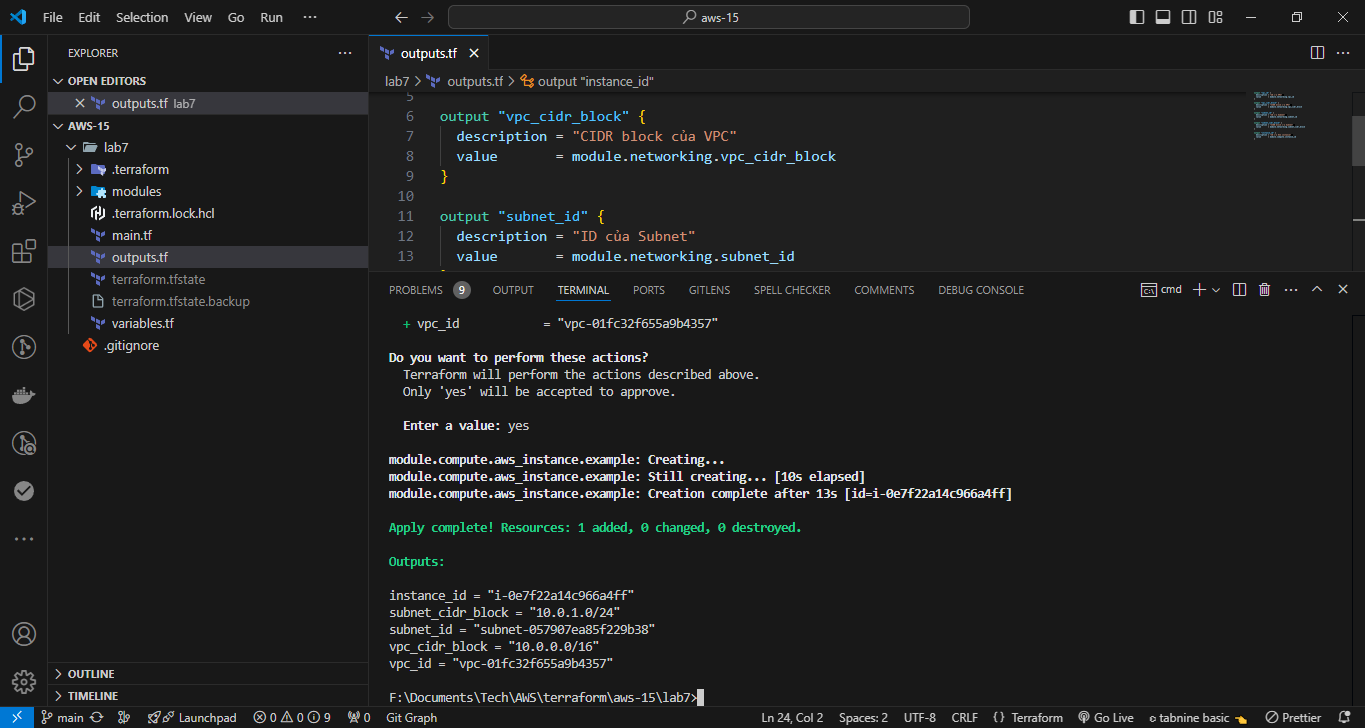 File Edit Selection View Go Run ··· aws-15
EXPLORER ···
OPEN EDITORS
outputs.tf lab7
AWS-15
lab7
.terraform
modules
.terraform.lock.hcl
main.tf
outputs.tf
terraform.tfstate
terraform.tfstate.backup
variables.tf
.gitignore
OUTLINE
TIMELINE
outputs.tf
lab7 > outputs.tf > output "instance_id"
5
6 output "vpc_cidr_block" {
7 description = "CIDR block của VPC"
8 value = module.networking.vpc_cidr_block
9 }
10
11 output "subnet_id" {
12 description = "ID của Subnet"
13 value = module.networking.subnet_id
PROBLEMS 9 OUTPUT TERMINAL PORTS GITLENS SPELL CHECKER COMMENTS DEBUG CONSOLE cmd
+ vpc_id = "vpc-01fc32f655a9b4357"
Do you want to perform these actions?
Terraform will perform the actions described above.
Only 'yes' will be accepted to approve.
Enter a value: yes
module.compute.aws_instance.example: Creating...
module.compute.aws_instance.example: Still creating... [10s elapsed]
module.compute.aws_instance.example: Creation complete after 13s [id=i-0e7f22a14c966a4ff]
Apply complete! Resources: 1 added, 0 changed, 0 destroyed.
Outputs:
instance_id = "i-0e7f22a14c966a4ff"
subnet_cidr_block = "10.0.1.0/24"
subnet_id = "subnet-057907ea85f229b38"
vpc_cidr_block = "10.0.0.0/16"
vpc_id = "vpc-01fc32f655a9b4357"
F:\Documents\Tech\AWS\terraform\aws-15\lab7>
main Launchpad 0 0 9 0 Git Graph Ln 24, Col 2 Spaces: 2 UTF-8 CRLF {} Terraform Go Live tabnine basic Prettier